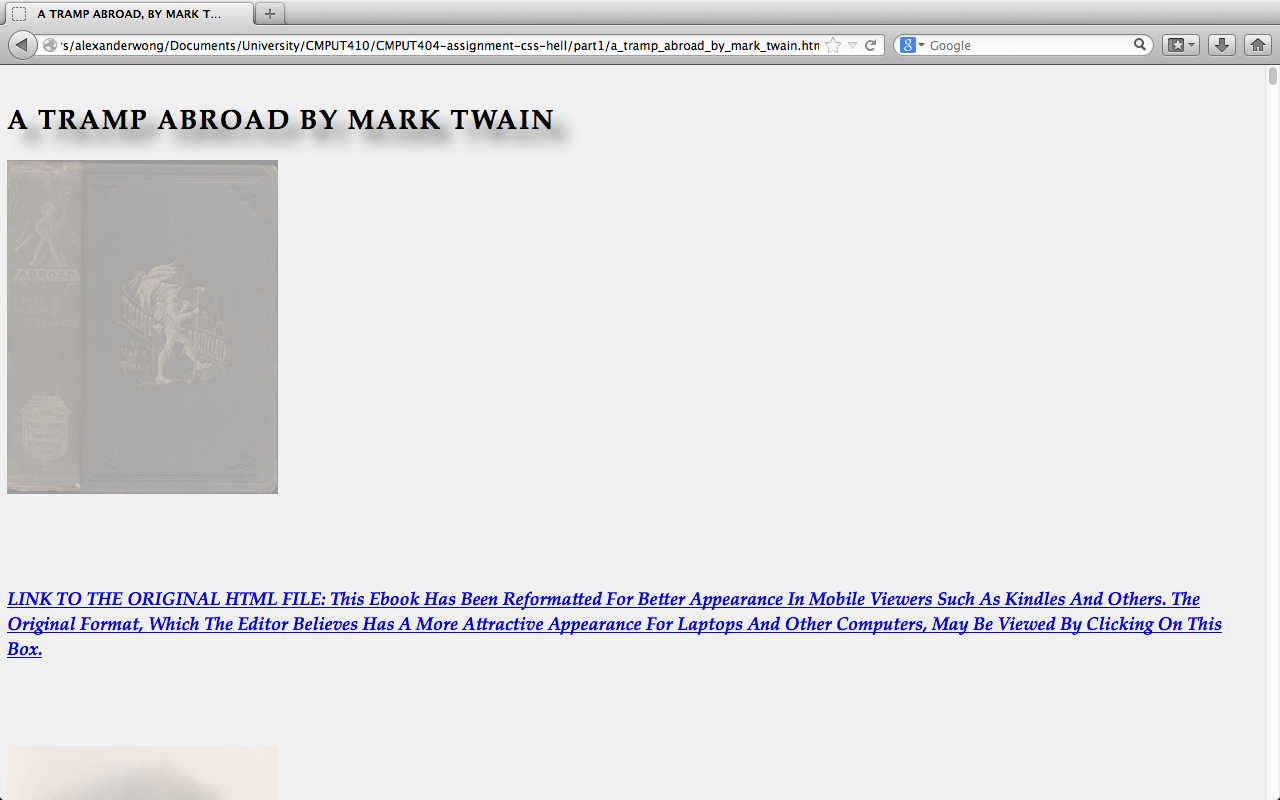 A TRAMP ABROAD, BY MARK T...
rs/alexanderwong/Documents/University/CMPUT410/CMPUT404-assignment-css-hell/part1/a_tramp_abroad_by_mark_twain.htm
Google
A TRAMP ABROAD BY MARK TWAIN
ABROAD
TRAMP A
ABROAD
BY
MARK
TWAIN
LINK TO THE ORIGINAL HTML FILE: This Ebook Has Been Reformatted For Better Appearance In Mobile Viewers Such As Kindles And Others. The
Original Format, Which The Editor Believes Has A More Attractive Appearance For Laptops And Other Computers, May Be Viewed By Clicking On This
Box.